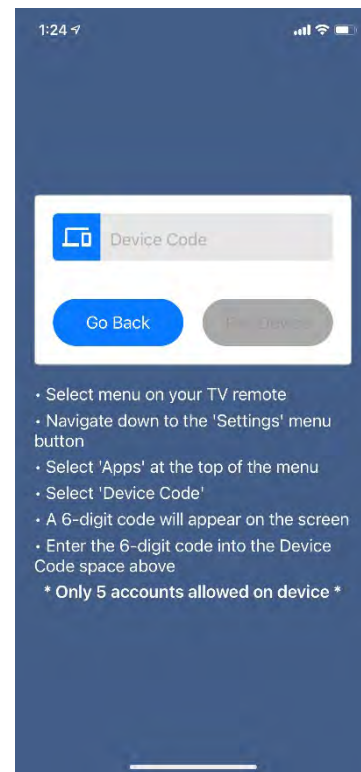 1:24
Device Code
Go Back
• Select menu on your TV remote
• Navigate down to the 'Settings' menu
button
• Select 'Apps' at the top of the menu
• Select 'Device Code'
• A 6-digit code will appear on the screen
• Enter the 6-digit code into the Device
Code space above
* Only 5 accounts allowed on device *